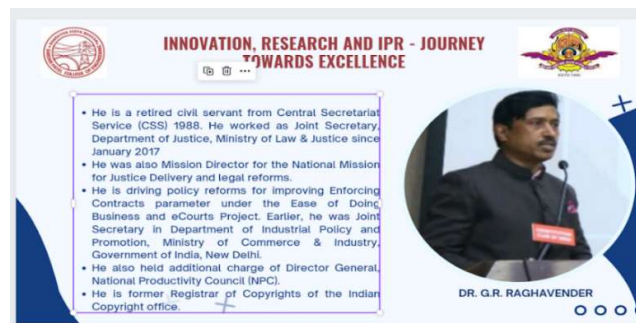 INNOVATION, RESEARCH AND IPR - JOURNEY
TOWARDS EXCELLENCE
• He is a retired civil servant from Central Secretariat
Service (CSS) 1988. He worked as Joint Secretary,
Department of Justice, Ministry of Law & Justice since
January 2017
• He was also Mission Director for the National Mission
for Justice Delivery and legal reforms.
• He is driving policy reforms for improving Enforcing
Contracts parameter under the Ease of Doing
Business and eCourts Project. Earlier, he was Joint
Secretary in Department of Industrial Policy and
Promotion, Ministry of Commerce & Industry,
Government of India, New Delhi.
• He also held additional charge of Director General,
National Productivity Council (NPC).
• He is former Registrar of Copyrights of the Indian
Copyright office.
CONSTITUTION
CLUB OF INDIA
DR. G.R. RAGHAVENDER